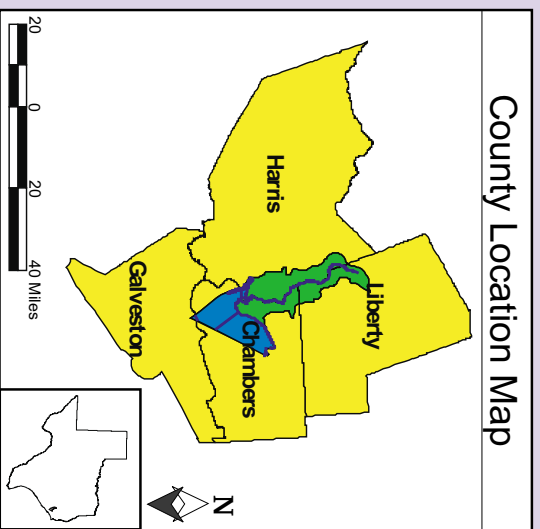 County Location Map
Liberty
Harris
Chambers
Galveston
N
20 0 20 40 Miles